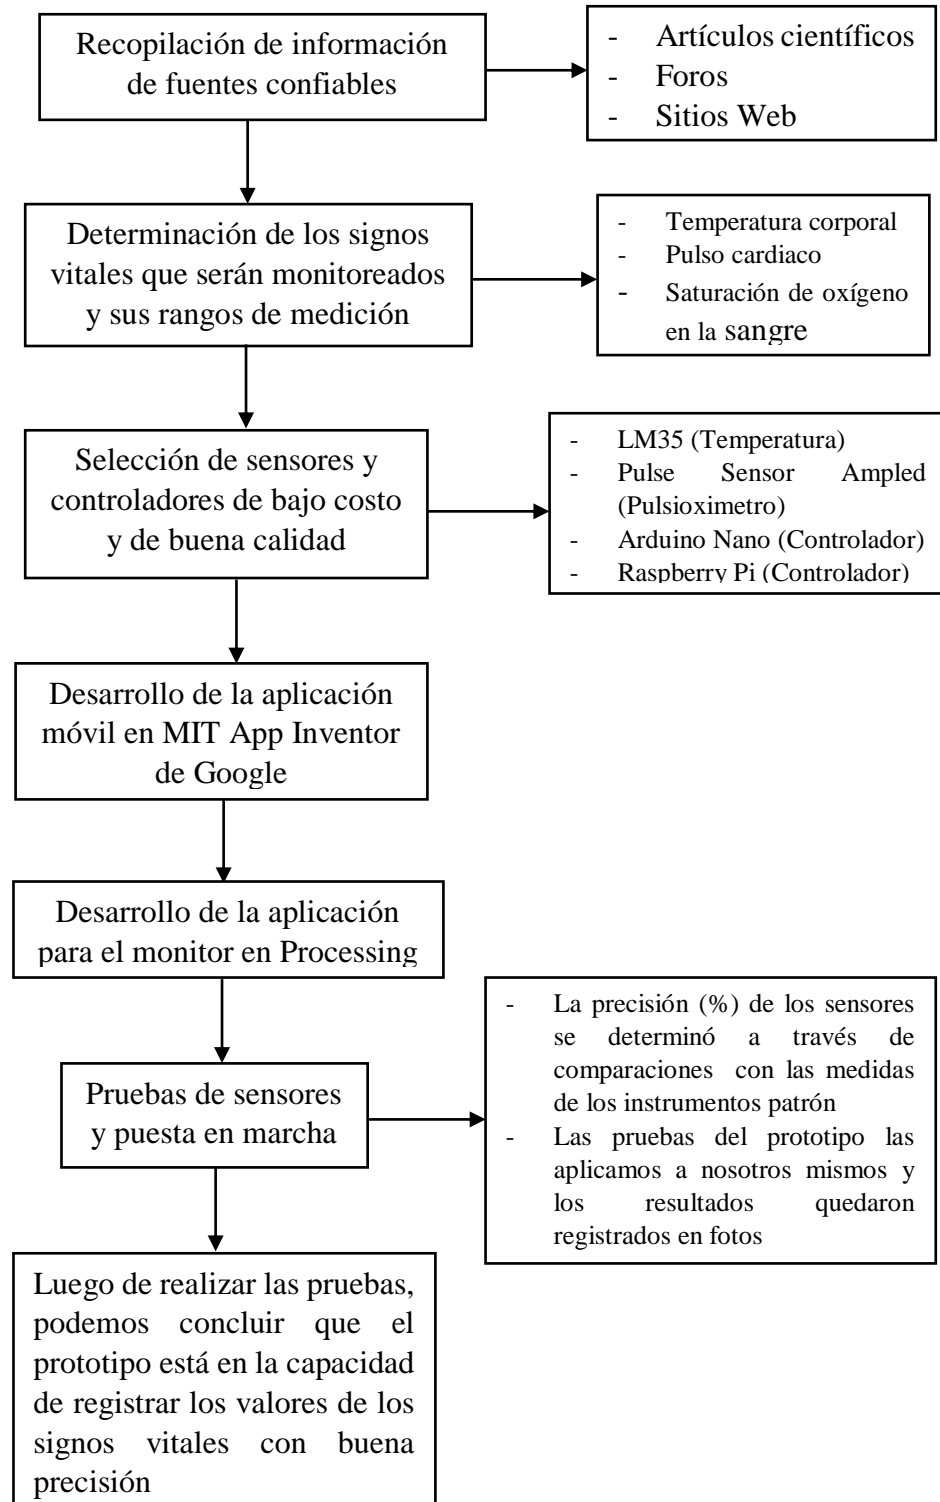 Recopilación de información
de fuentes confiables
- Artículos científicos
- Foros
- Sitios Web
Determinación de los signos
vitales que serán monitoreados
y sus rangos de medición
- Temperatura corporal
- Pulso cardiaco
- Saturación de oxígeno
en la sangre
Selección de sensores y
controladores de bajo costo
y de buena calidad
- LM35 (Temperatura)
- Pulse Sensor Ampled
(Pulsioximetro)
- Arduino Nano (Controlador)
- Raspberry Pi (Controlador)
Desarrollo de la aplicación
móvil en MIT App Inventor
de Google
Desarrollo de la aplicación
para el monitor en Processing
Pruebas de sensores
y puesta en marcha
- La precisión (%) de los sensores
se determinó a través de
comparaciones con las medidas
de los instrumentos patrón
- Las pruebas del prototipo las
aplicamos a nosotros mismos y
los resultados quedaron
registrados en fotos
Luego de realizar las pruebas,
podemos concluir que el
prototipo está en la capacidad
de registrar los valores de los
signos vitales con buena
precisión